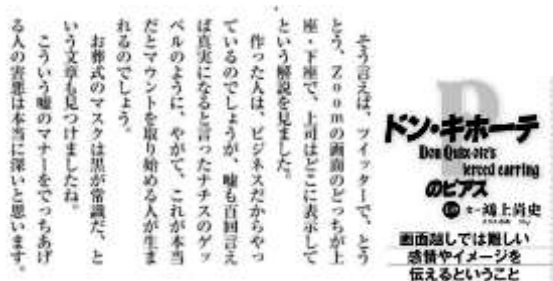 ドン・キホーテ
Don Quixote's
Pierced earring
のピアス
文=鴻上尚史
画面越しでは難しい
感情やイメージを
伝えるということ
そう言えば、ツイッターで、とう
とう、Zoomの画面のどっちが上
座・下座で、上司はどこに表示して
という解説を見ました。
作った人は、ビジネスだからやっ
ているのでしょうが、嘘も百回言え
ば真実になると言ったナチスのゲッ
ベルのように、やがて、これが本当
だとマウントを取り始める人が生ま
れるのでしょう。
お葬式のマスクは黒が常識だ、と
いう文章も見つけましたね。
こういう嘘のマナーをでっちあげ
る人の害悪は本当に深いと思います。